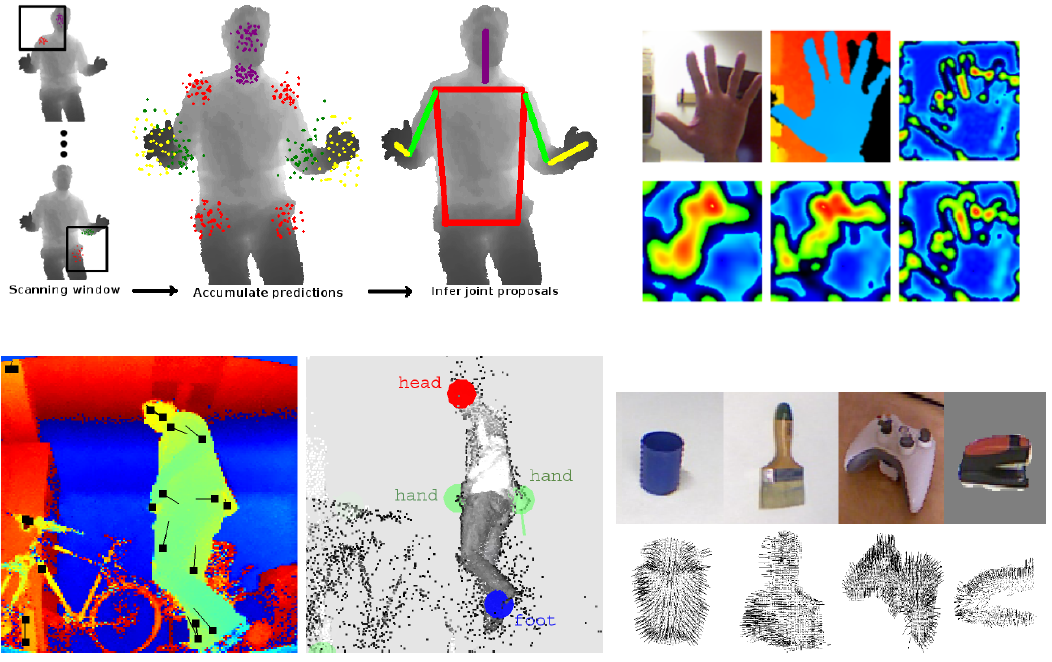 Scanning window
Accumulate predictions
Infer joint proposals
head
hand
hand
foot